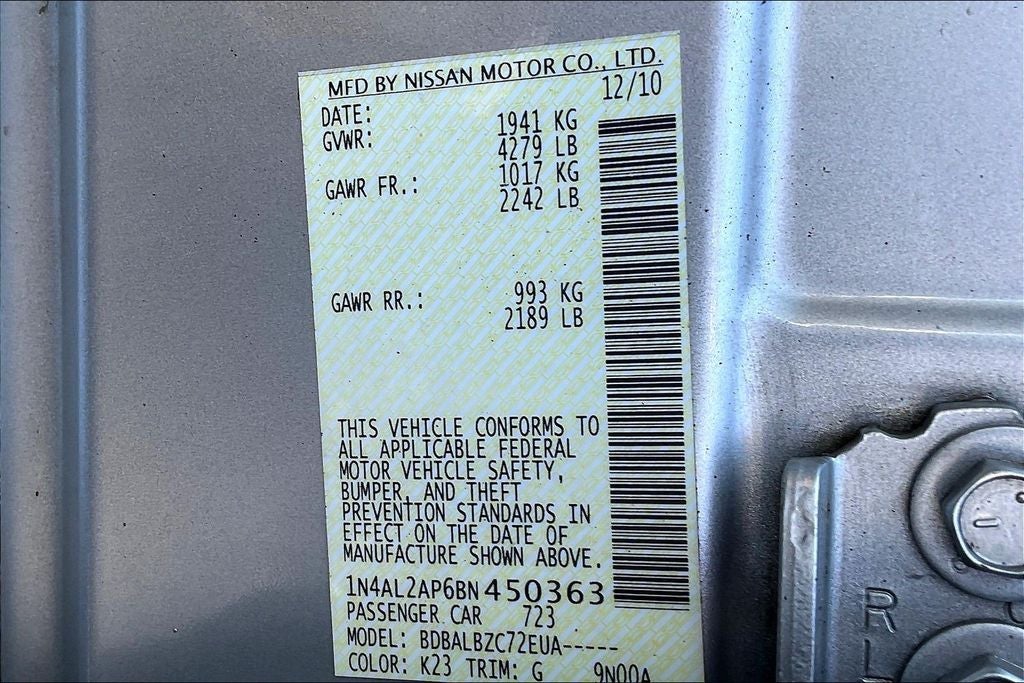 MFD BY NISSAN MOTOR CO., LTD.
DATE: 12/10
GVWR: 1941 KG
4279 LB
GAWR FR.: 1017 KG
2242 LB
GAWR RR.: 993 KG
2189 LB
THIS VEHICLE CONFORMS TO
ALL APPLICABLE FEDERAL
MOTOR VEHICLE SAFETY,
BUMPER, AND THEFT
PREVENTION STANDARDS IN
EFFECT ON THE DATE OF
MANUFACTURE SHOWN ABOVE.
1N4AL2AP6BN450363
PASSENGER CAR 723
MODEL: BDBALBZC72EUA-----
COLOR: K23 TRIM: G 9N00A
R
L